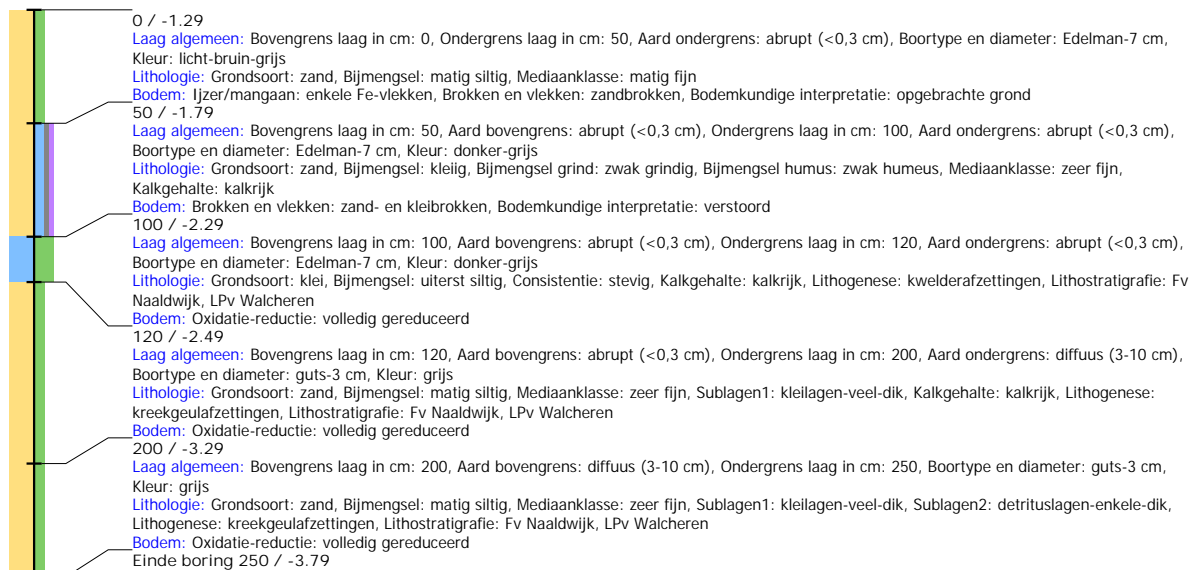 0 / -1.29
Laag algemeen: Bovengrens laag in cm: 0, Ondergrens laag in cm: 50, Aard ondergrens: abrupt (<0,3 cm), Boortype en diameter: Edelman-7 cm,
Kleur: licht-bruin-grijs
Lithologie: Grondsoort: zand, Bijmengsel: matig siltig, Mediaanklasse: matig fijn
Bodem: Ijzer/mangaan: enkele Fe-vlekken, Brokken en vlekken: zandbrokken, Bodemkundige interpretatie: opgebrachte grond
50 / -1.79
Laag algemeen: Bovengrens laag in cm: 50, Aard bovengrens: abrupt (<0,3 cm), Ondergrens laag in cm: 100, Aard ondergrens: abrupt (<0,3 cm),
Boortype en diameter: Edelman-7 cm, Kleur: donker-grijs
Lithologie: Grondsoort: zand, Bijmengsel: kleiig, Bijmengsel grind: zwak grindig, Bijmengsel humus: zwak humeus, Mediaanklasse: zeer fijn,
Kalkgehalte: kalkrijk
Bodem: Brokken en vlekken: zand- en kleibrokken, Bodemkundige interpretatie: verstoord
100 / -2.29
Laag algemeen: Bovengrens laag in cm: 100, Aard bovengrens: abrupt (<0,3 cm), Ondergrens laag in cm: 120, Aard ondergrens: abrupt (<0,3 cm),
Boortype en diameter: Edelman-7 cm, Kleur: donker-grijs
Lithologie: Grondsoort: klei, Bijmengsel: uiterst siltig, Consistentie: stevig, Kalkgehalte: kalkrijk, Lithogenese: kwelderafzettingen, Lithostratigrafie: Fv
Naaldwijk, LPv Walcheren
Bodem: Oxidatie-reductie: volledig gereduceerd
120 / -2.49
Laag algemeen: Bovengrens laag in cm: 120, Aard bovengrens: abrupt (<0,3 cm), Ondergrens laag in cm: 200, Aard ondergrens: diffuus (3-10 cm),
Boortype en diameter: guts-3 cm, Kleur: grijs
Lithologie: Grondsoort: zand, Bijmengsel: matig siltig, Mediaanklasse: zeer fijn, Sublagen1: kleilagen-veel-dik, Kalkgehalte: kalkrijk, Lithogenese:
kreekgeulafzettingen, Lithostratigrafie: Fv Naaldwijk, LPv Walcheren
Bodem: Oxidatie-reductie: volledig gereduceerd
200 / -3.29
Laag algemeen: Bovengrens laag in cm: 200, Aard bovengrens: diffuus (3-10 cm), Ondergrens laag in cm: 250, Boortype en diameter: guts-3 cm,
Kleur: grijs
Lithologie: Grondsoort: zand, Bijmengsel: matig siltig, Mediaanklasse: zeer fijn, Sublagen1: kleilagen-veel-dik, Sublagen2: detrituslagen-enkele-dik,
Lithogenese: kreekgeulafzettingen, Lithostratigrafie: Fv Naaldwijk, LPv Walcheren
Bodem: Oxidatie-reductie: volledig gereduceerd
Einde boring 250 / -3.79